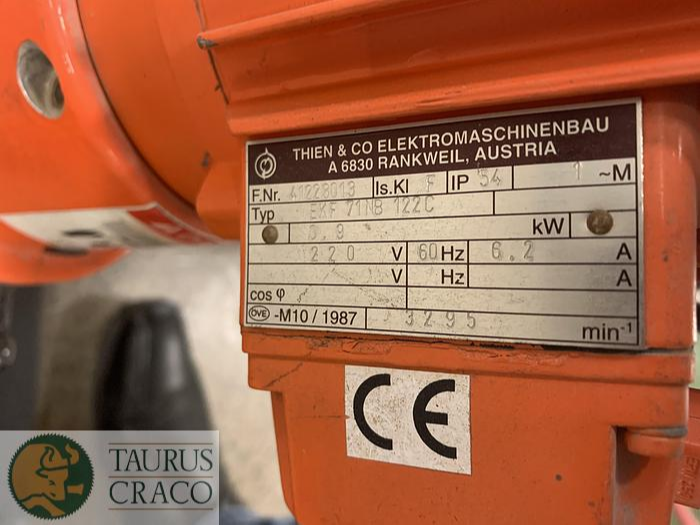 THIEN & CO ELEKTROMASCHINENBAU
A 6830 RANKWEIL, AUSTRIA
F.Nr. 41228013 Is.Kl F IP 54 1 ~M
Typ EKF 71NB 122C
0.9 kW
220 V 60 Hz 6.2 A
V Hz A
cos φ
ÖVE -M10 / 1987 3295 min-1
CE
TAURUS
CRACO